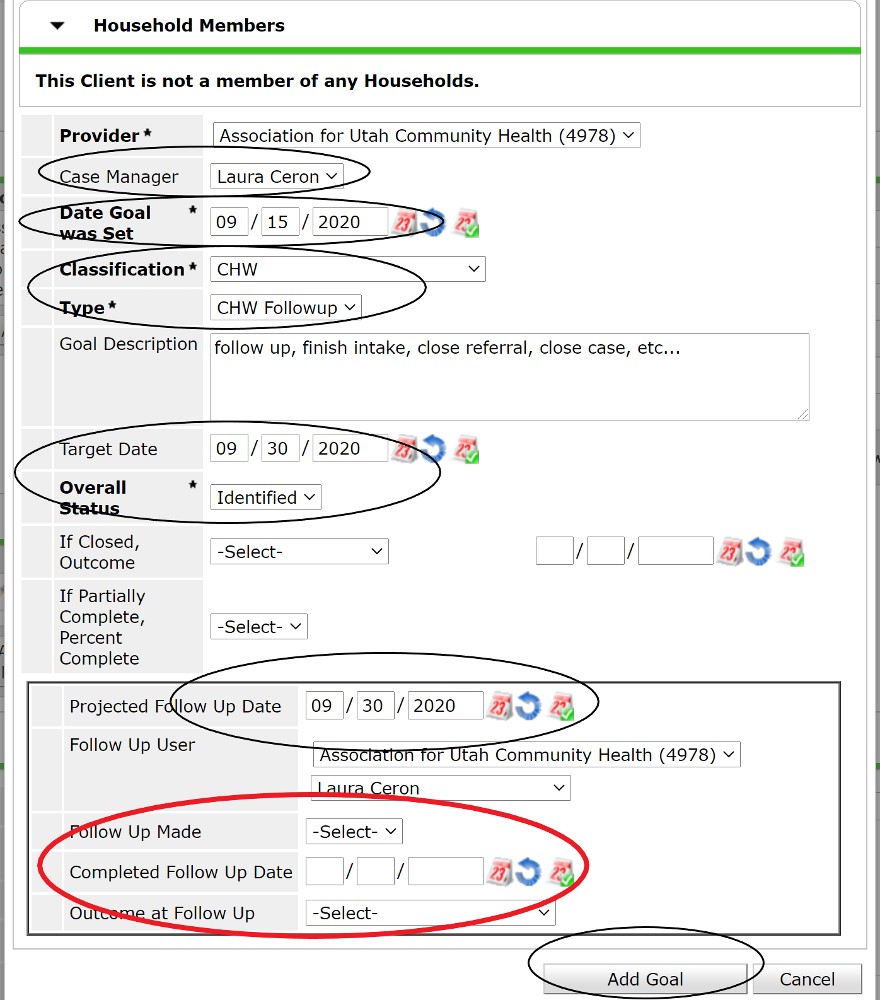 Household Members
This Client is not a member of any Households.
Provider * Association for Utah Community Health (4978)
Case Manager Laura Ceron
Date Goal was Set * 09 / 15 / 2020
Classification * CHW
Type * CHW Followup
Goal Description follow up, finish intake, close referral, close case, etc...
Target Date 09 / 30 / 2020
Overall Status * Identified
If Closed, Outcome -Select- / /
If Partially Complete, Percent Complete -Select-
Projected Follow Up Date 09 / 30 / 2020
Follow Up User Association for Utah Community Health (4978)
Laura Ceron
Follow Up Made -Select-
Completed Follow Up Date / /
Outcome at Follow Up -Select-
Add Goal Cancel